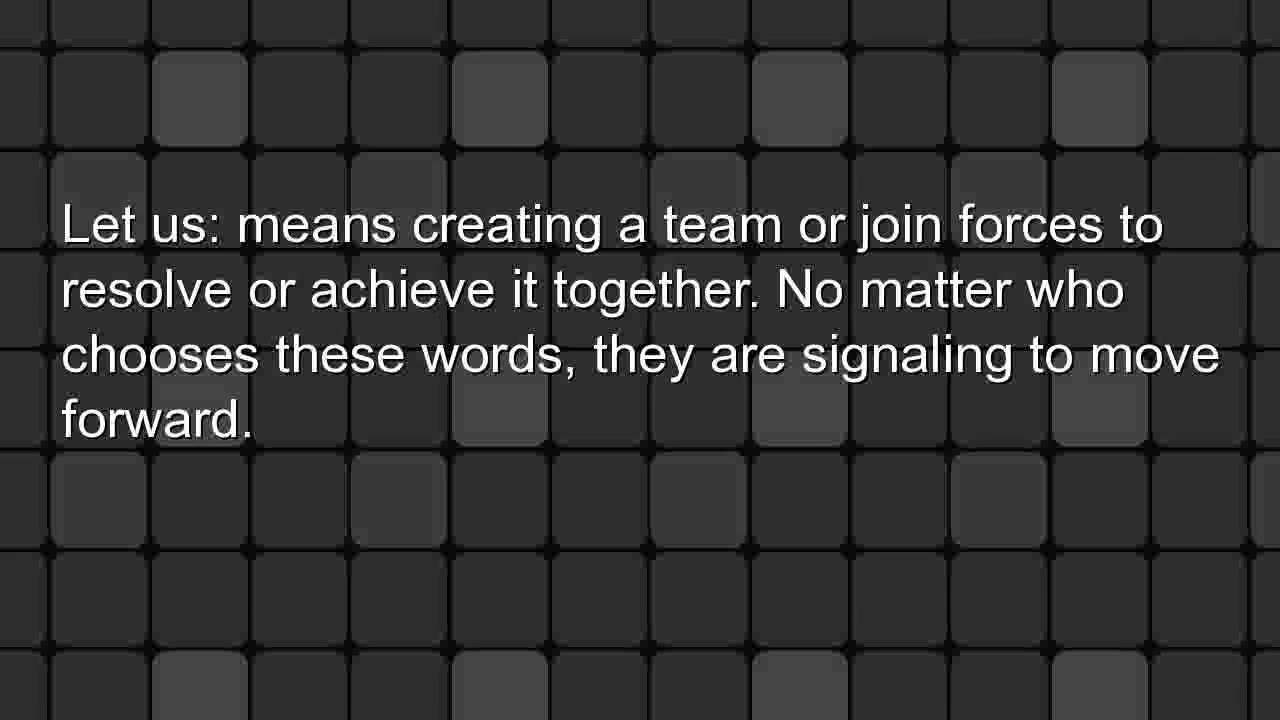 Let us: means creating a team or join forces to
resolve or achieve it together. No matter who
chooses these words, they are signaling to move
forward.